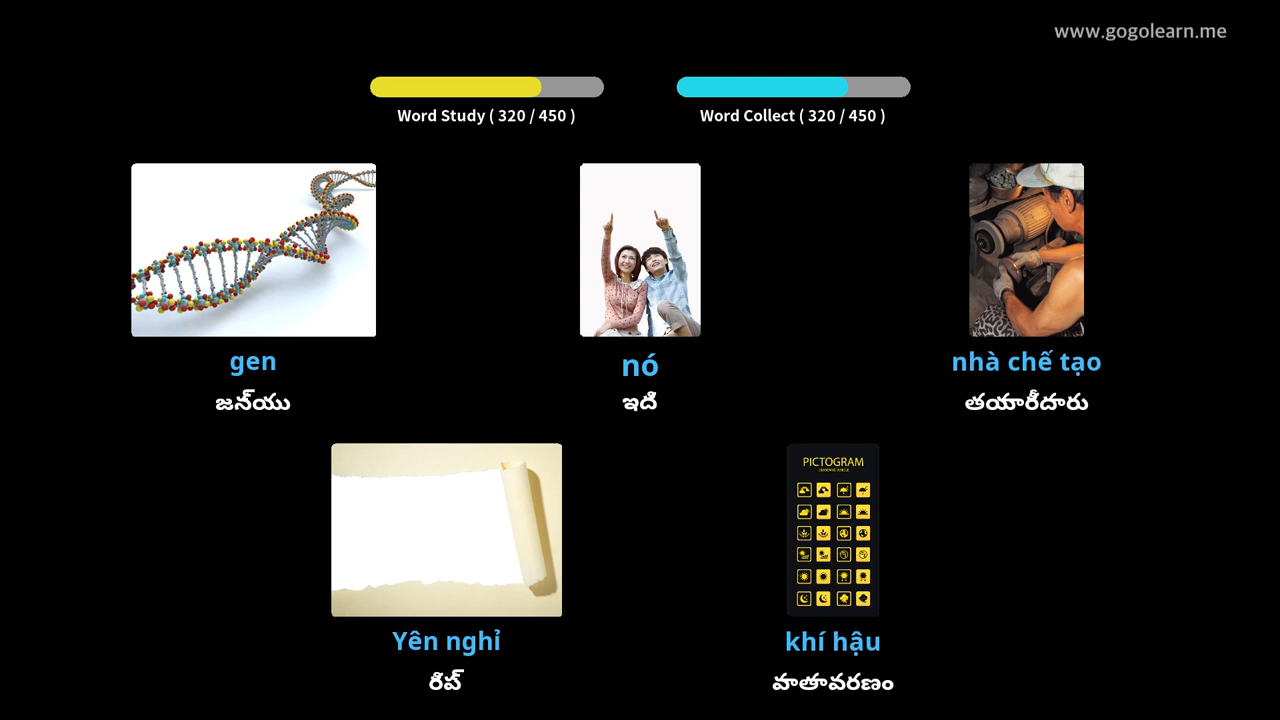 www.gogolearn.me
Word Study ( 320 / 450 )
Word Collect ( 320 / 450 )
gen
జన్యు
nó
ఇది
nhà chế tạo
తయారీదారు
PICTOGRAM
Yên nghỉ
రిప్
khí hậu
వాతావరణం